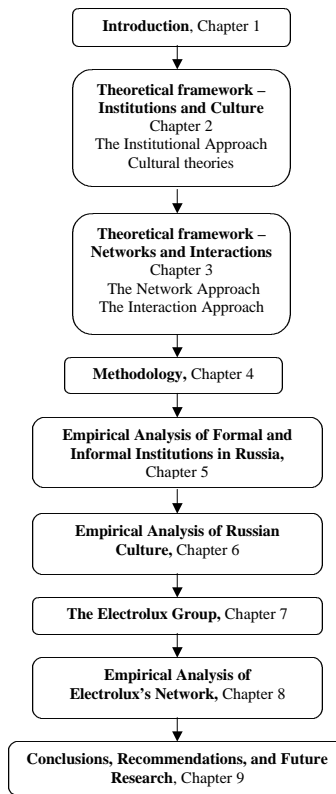 Introduction, Chapter 1
Theoretical framework –
Institutions and Culture
Chapter 2
The Institutional Approach
Cultural theories
Theoretical framework –
Networks and Interactions
Chapter 3
The Network Approach
The Interaction Approach
Methodology, Chapter 4
Empirical Analysis of Formal and
Informal Institutions in Russia,
Chapter 5
Empirical Analysis of Russian
Culture, Chapter 6
The Electrolux Group, Chapter 7
Empirical Analysis of
Electrolux's Network, Chapter 8
Conclusions, Recommendations, and Future
Research, Chapter 9